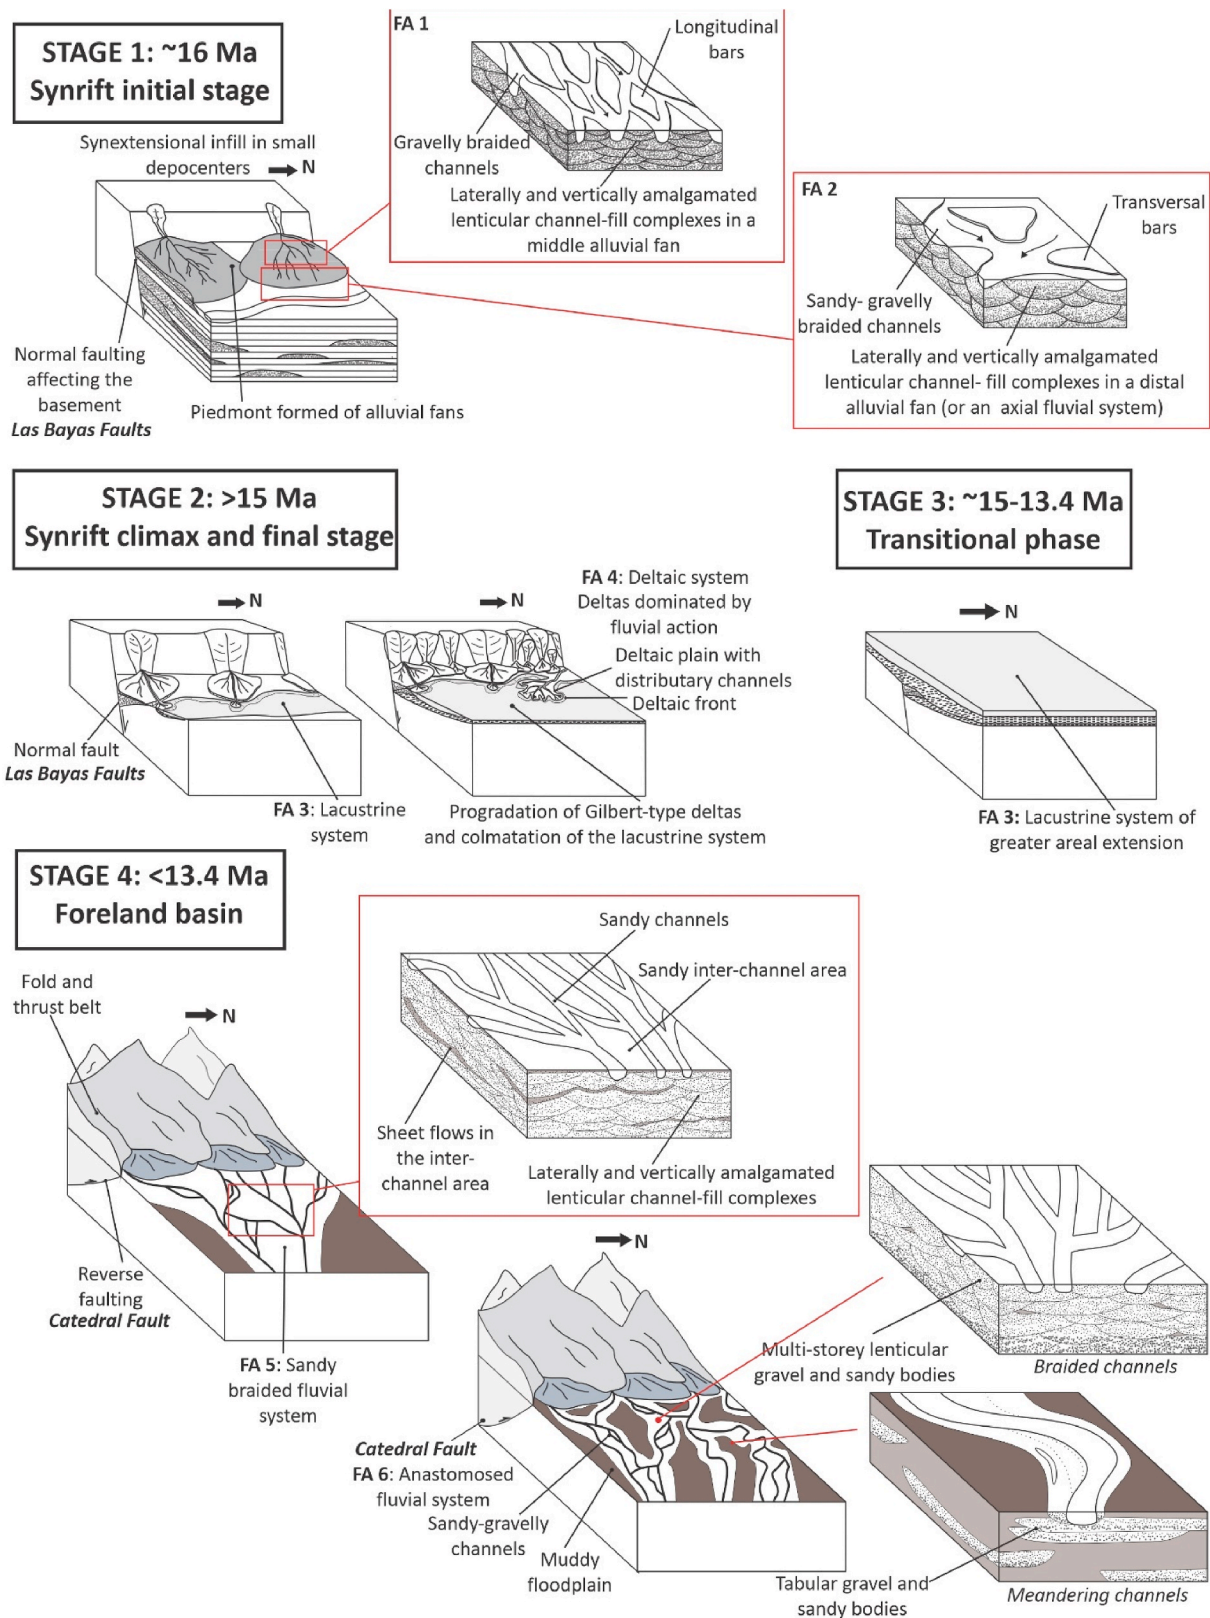 STAGE 1: ~16 Ma
Synrift initial stage
Synextensional infill in small
depocenters
N
Normal faulting
affecting the
basement
Las Bayas Faults
Piedmont formed of alluvial fans
FA 1
Longitudinal
bars
Gravelly braided
channels
Laterally and vertically amalgamated
lenticular channel-fill complexes in a
middle alluvial fan
FA 2
Transversal
bars
Sandy- gravelly
braided channels
Laterally and vertically amalgamated
lenticular channel- fill complexes in a distal
alluvial fan (or an axial fluvial system)
STAGE 2: >15 Ma
Synrift climax and final stage
N
Normal fault
Las Bayas Faults
FA 3: Lacustrine
system
N
FA 4: Deltaic system
Deltas dominated by
fluvial action
Deltaic plain with
distributary channels
Deltaic front
Progradation of Gilbert-type deltas
and colmatation of the lacustrine system
STAGE 3: ~15-13.4 Ma
Transitional phase
N
FA 3: Lacustrine system of
greater areal extension
STAGE 4: <13.4 Ma
Foreland basin
Fold and
thrust belt
N
Reverse
faulting
Catedral Fault
FA 5: Sandy
braided fluvial
system
Sandy channels
Sandy inter-channel area
Sheet flows in
the inter-
channel area
Laterally and vertically amalgamated
lenticular channel-fill complexes
N
Catedral Fault
FA 6: Anastomosed
fluvial system
Sandy-gravelly
channels
Muddy
floodplain
Multi-storey lenticular
gravel and sandy bodies
Braided channels
Tabular gravel and
sandy bodies
Meandering channels